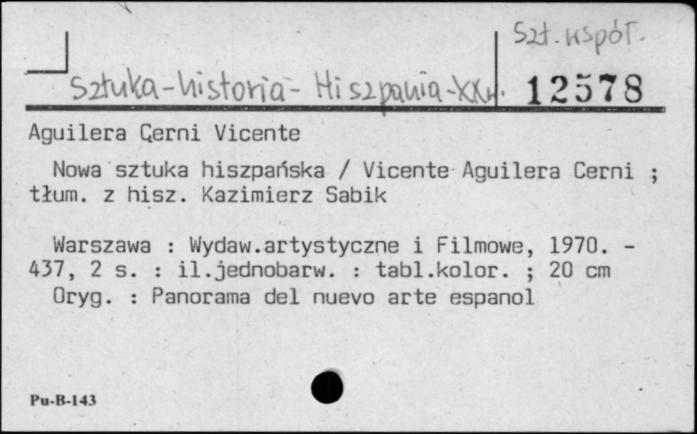 Szt. współ.
Sztuka-historia- Hiszpania-XXw. 12578
Aguilera Cerni Vicente
Nowa sztuka hiszpańska / Vicente Aguilera Cerni ;
tłum. z hisz. Kazimierz Sabik
Warszawa : Wydaw.artystyczne i Filmowe, 1970. -
437, 2 s. : il.jednobarw. : tabl.kolor. ; 20 cm
Oryg. : Panorama del nuevo arte espanol
Pu-B-143